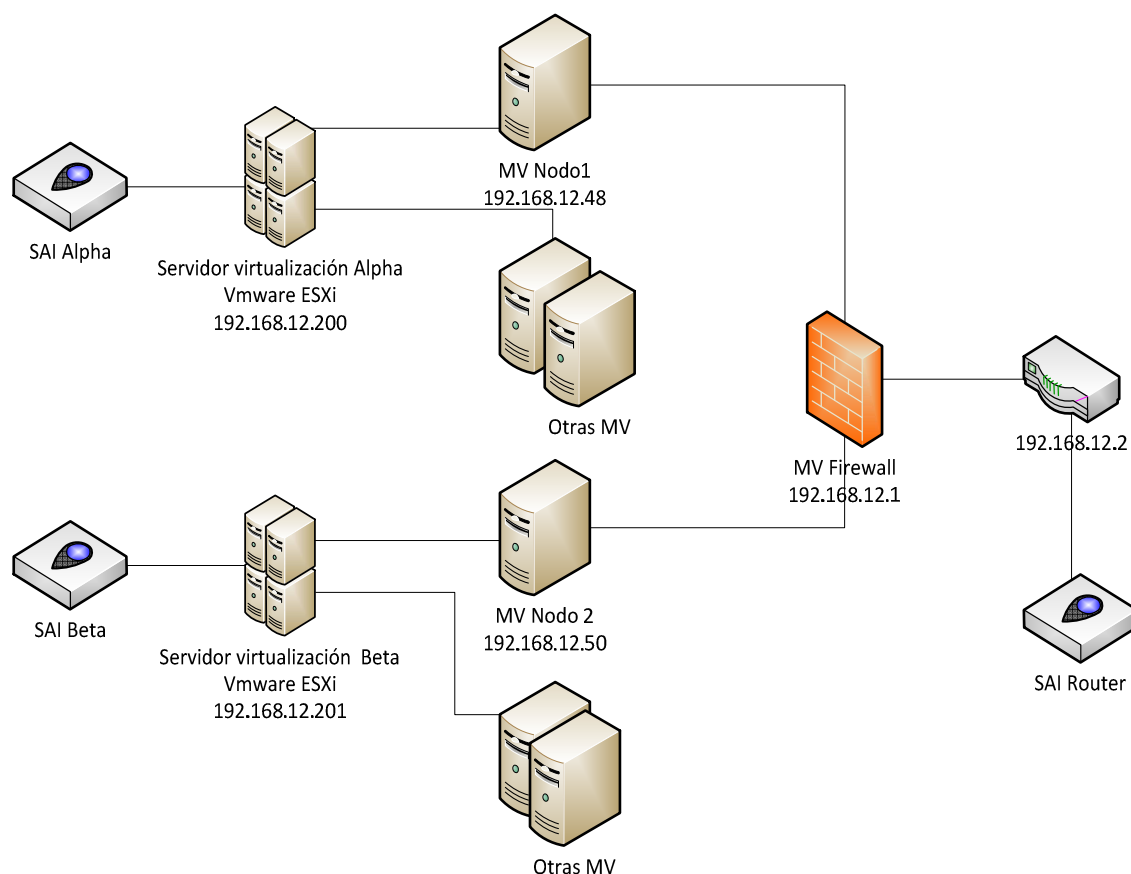 MV Nodo1
192.168.12.48
SAI Alpha
Servidor virtualización Alpha
Vmware ESXi
192.168.12.200
Otras MV
MV Firewall
192.168.12.1
192.168.12.2
SAI Beta
Servidor virtualización Beta
Vmware ESXi
192.168.12.201
MV Nodo 2
192.168.12.50
SAI Router
Otras MV